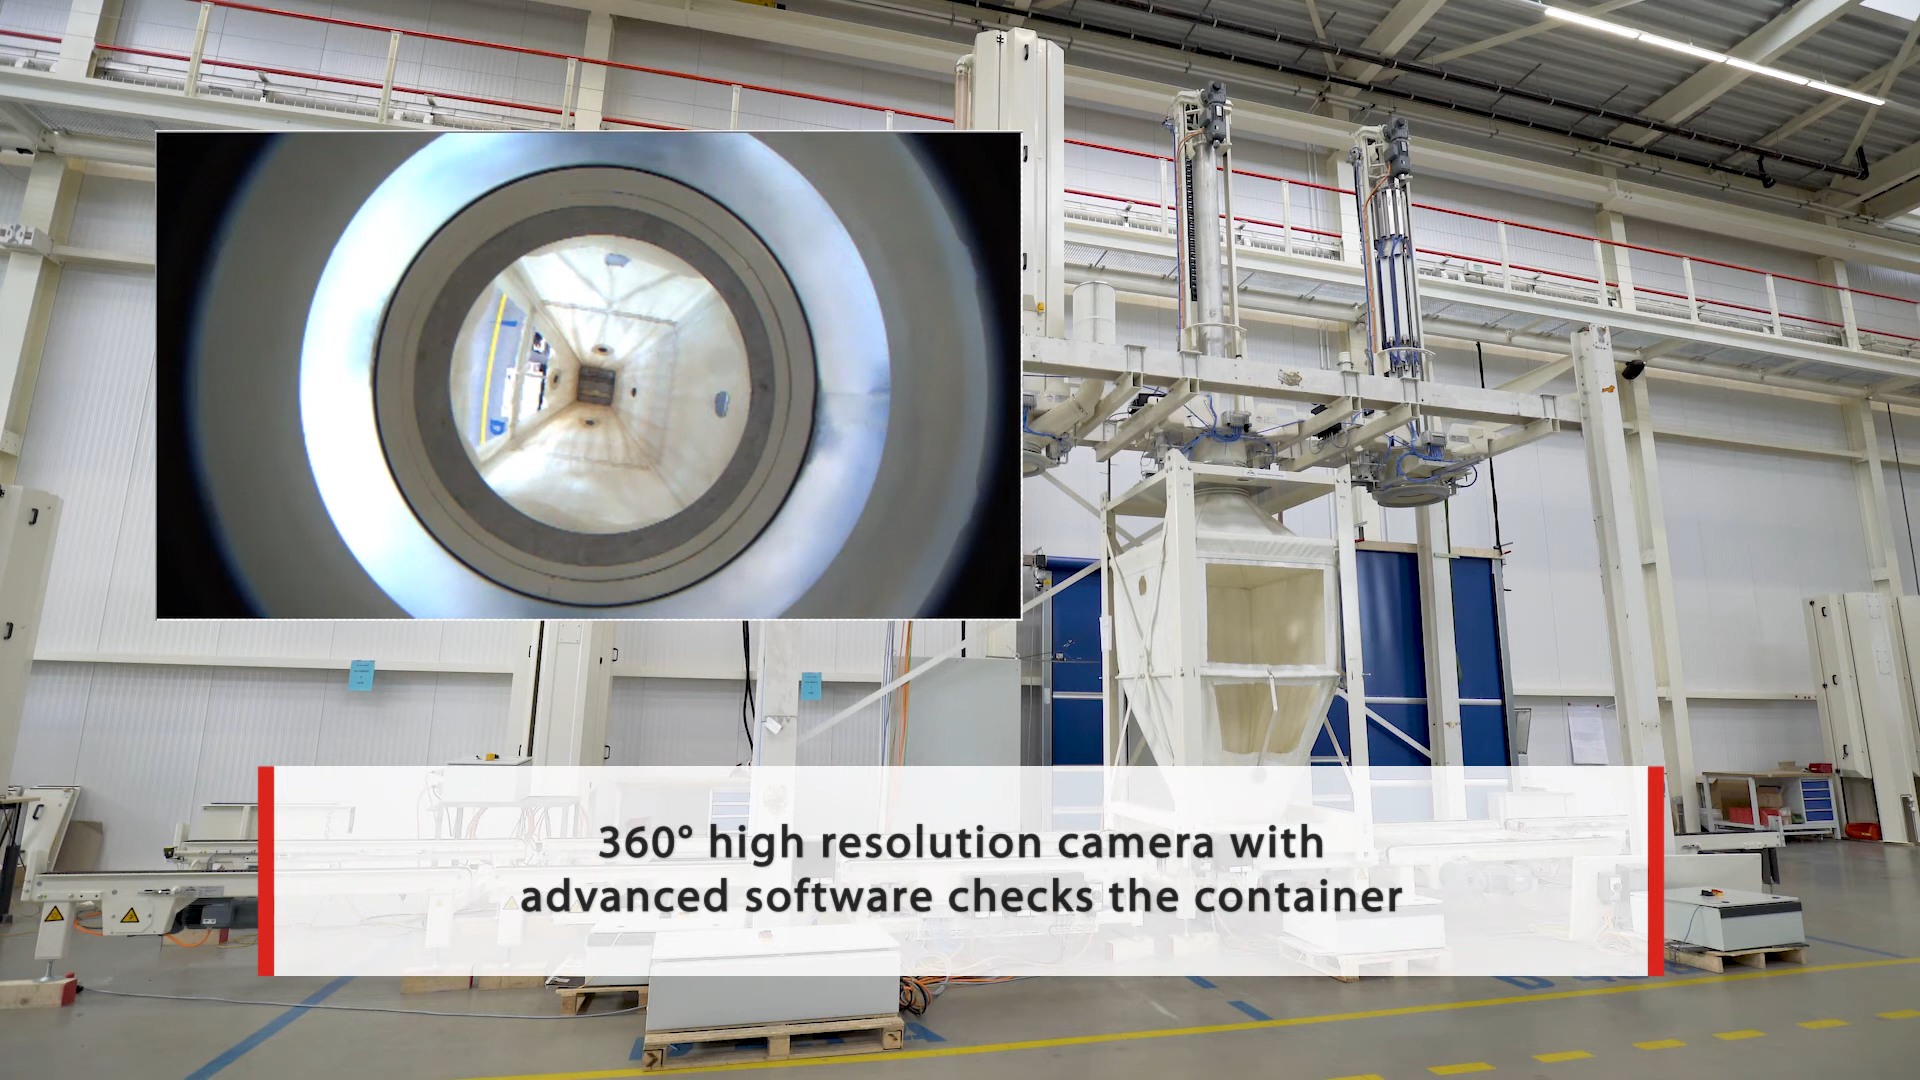 360° high resolution camera with
advanced software checks the container